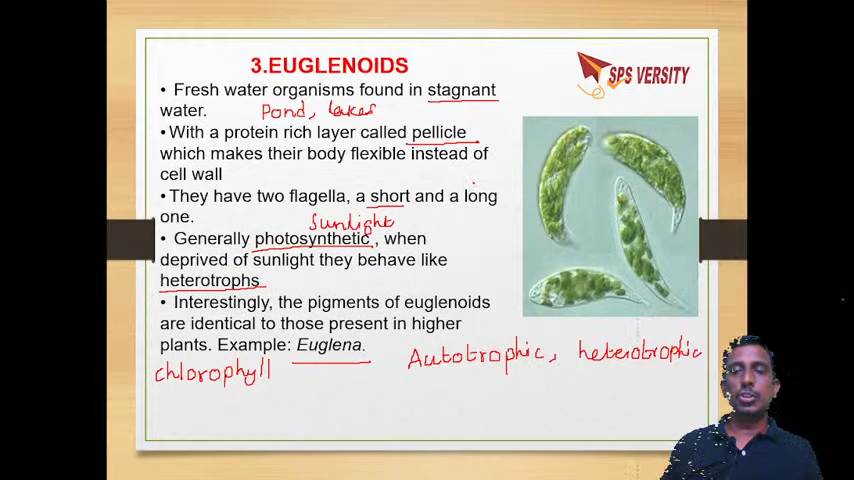 3.EUGLENOIDS
SPS VERSITY
• Fresh water organisms found in stagnant
water.
Pond, Lakes
•With a protein rich layer called pellicle
which makes their body flexible instead of
cell wall
•They have two flagella, a short and a long
one.
Sunlight
• Generally photosynthetic, when
deprived of sunlight they behave like
heterotrophs
• Interestingly, the pigments of euglenoids
are identical to those present in higher
plants. Example: Euglena.
Autotrophic, heterotrophic
chlorophyll